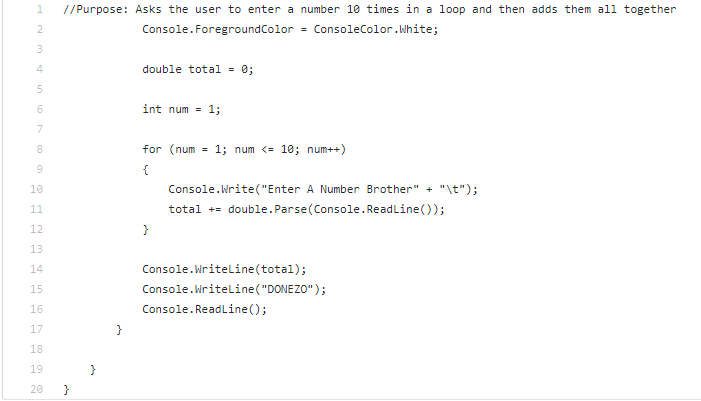 1 //Purpose: Asks the user to enter a number 10 times in a loop and then adds them all together
2 Console.ForegroundColor = ConsoleColor.White;
3
4 double total = 0;
5
6 int num = 1;
7
8 for (num = 1; num <= 10; num++)
9 {
10 Console.Write("Enter A Number Brother" + "\t");
11 total += double.Parse(Console.ReadLine());
12 }
13
14 Console.WriteLine(total);
15 Console.WriteLine("DONEZO");
16 Console.ReadLine();
17 }
18
19 }
20 }